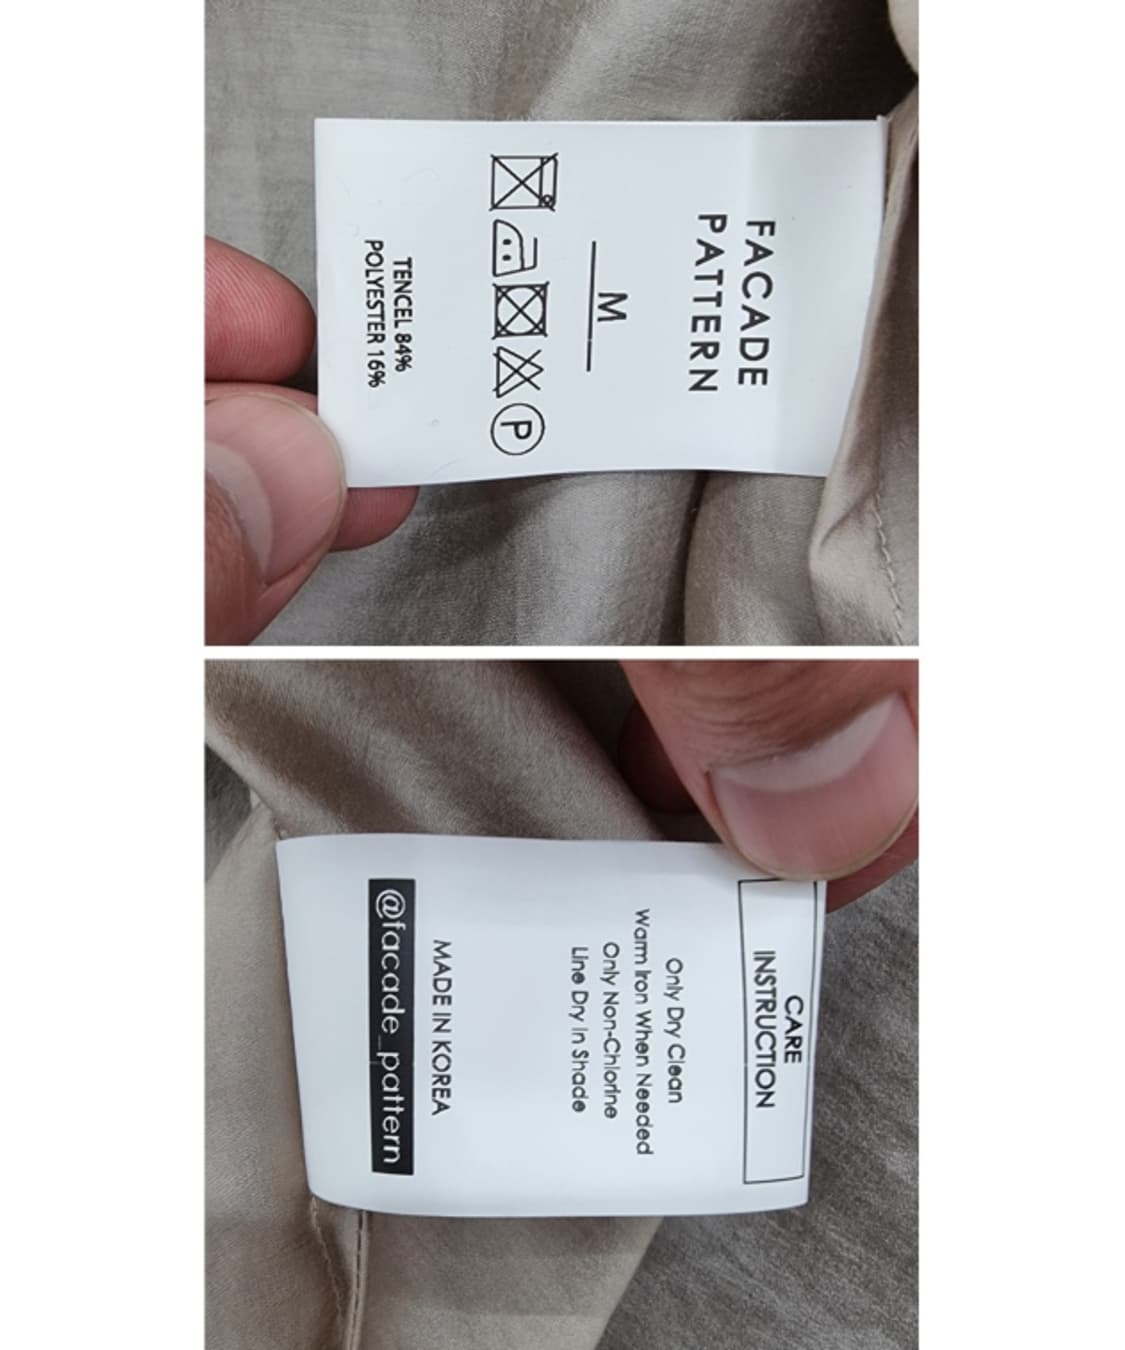 FACADE
PATTERN
M
P
TENCEL 84%
POLYESTER 16%
CARE
INSTRUCTION
Only Dry Clean
Warm Iron When Needed
Only Non-Chlorine
Line Dry In Shade
MADE IN KOREA
@facade_pattern